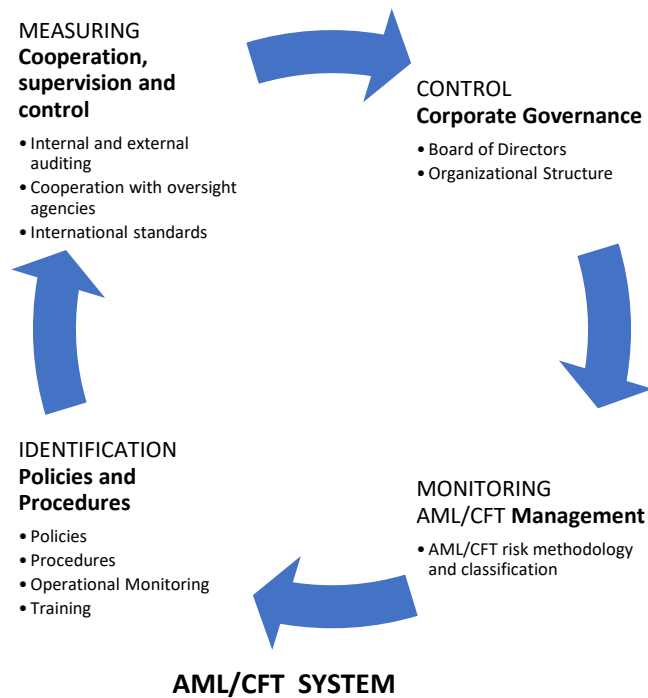 MEASURING
Cooperation,
supervision and
control
• Internal and external
auditing
• Cooperation with oversight
agencies
• International standards
CONTROL
Corporate Governance
• Board of Directors
• Organizational Structure
MONITORING
AML/CFT Management
• AML/CFT risk methodology
and classification
IDENTIFICATION
Policies and
Procedures
• Policies
• Procedures
• Operational Monitoring
• Training
AML/CFT SYSTEM